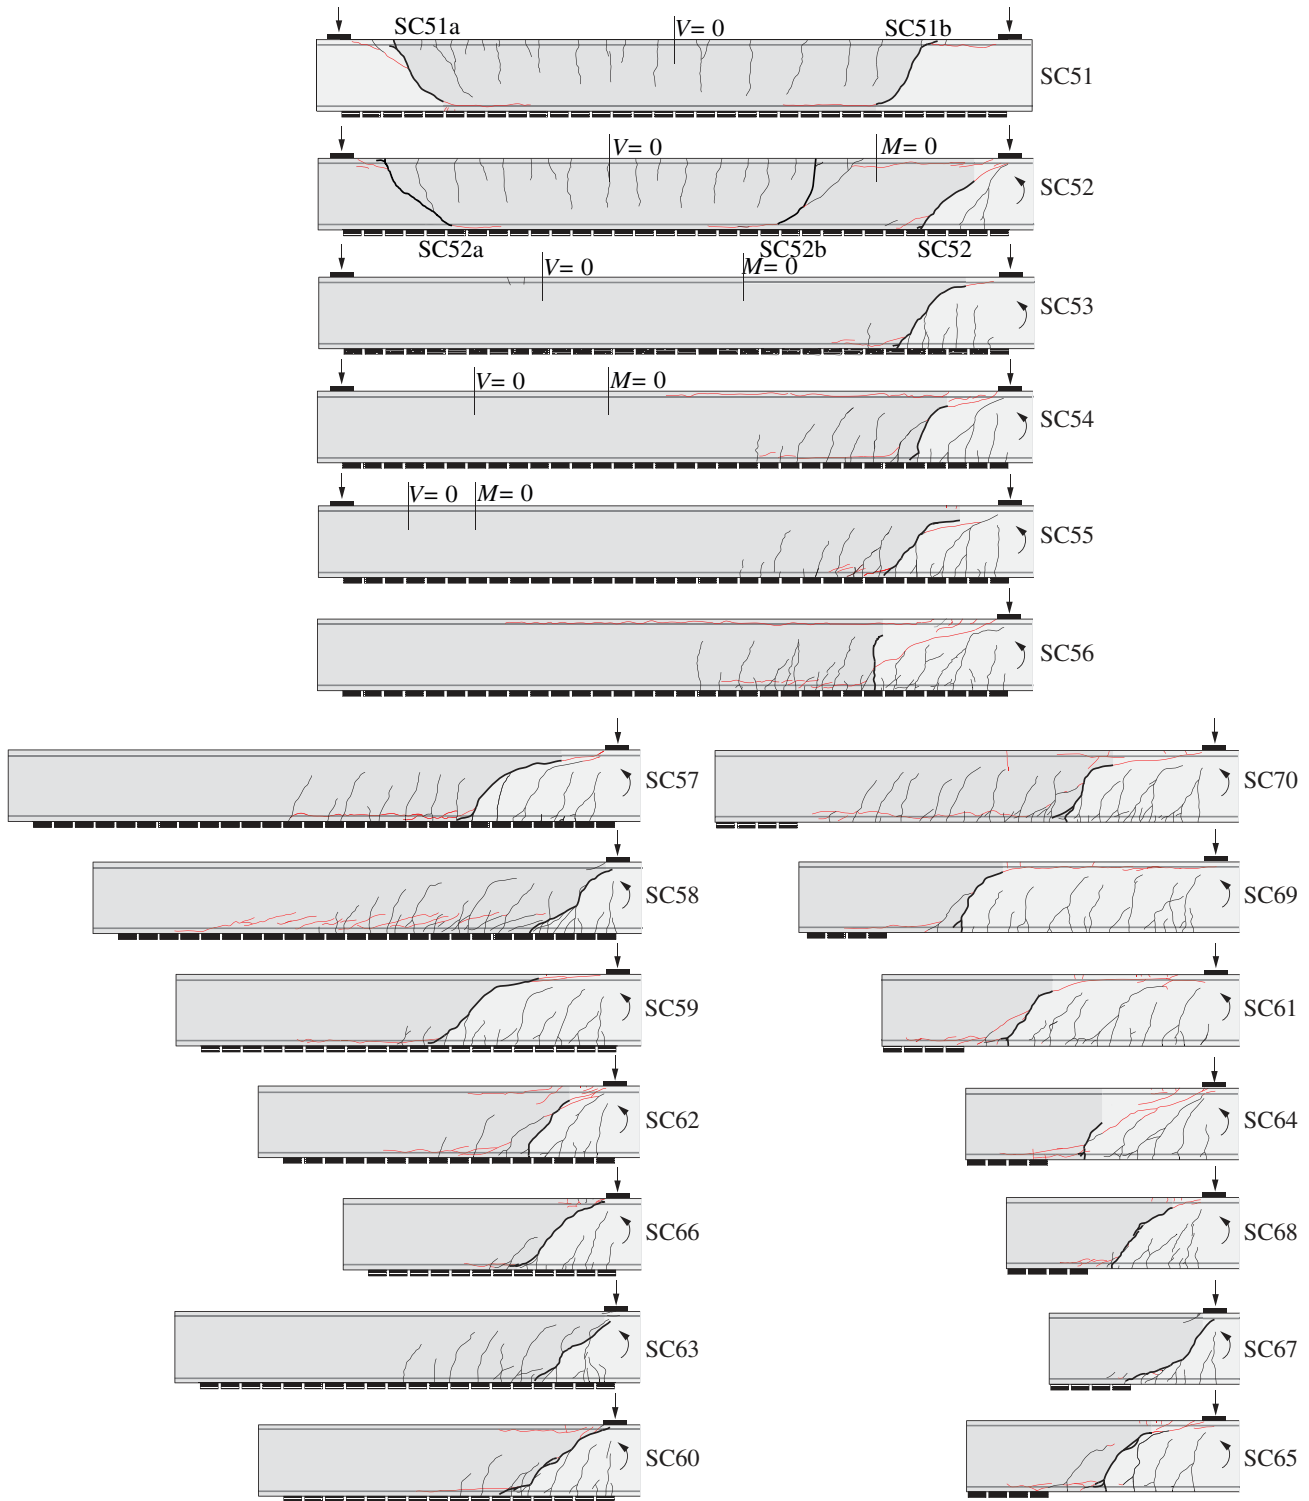 SC51a V= 0 SC51b
SC51
V= 0 M= 0
SC52
SC52a SC52b SC52
V= 0 M= 0
SC53
V= 0 M= 0
SC54
V= 0 M= 0
SC55
SC56
SC57 SC70
SC58 SC69
SC59 SC61
SC62 SC64
SC66 SC68
SC63 SC67
SC60 SC65